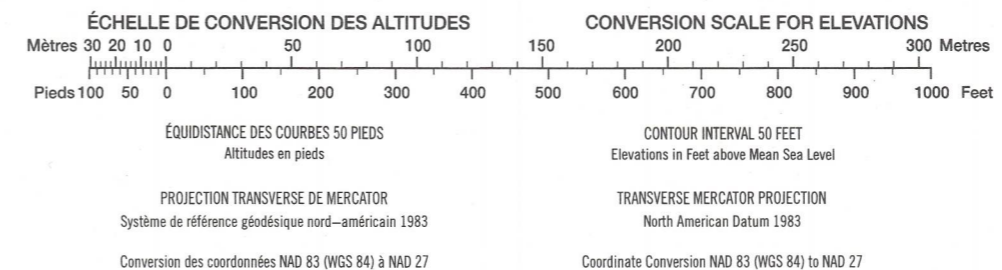 ÉCHELLE DE CONVERSION DES ALTITUDES CONVERSION SCALE FOR ELEVATIONS
Mètres 30 20 10 0 50 100 150 200 250 300 Metres
Pieds 100 50 0 100 200 300 400 500 600 700 800 900 1000 Feet
ÉQUIDISTANCE DES COURBES 50 PIEDS
Altitudes en pieds
CONTOUR INTERVAL 50 FEET
Elevations in Feet above Mean Sea Level
PROJECTION TRANSVERSE DE MERCATOR
Système de référence géodésique nord–américain 1983
TRANSVERSE MERCATOR PROJECTION
North American Datum 1983
Conversion des coordonnées NAD 83 (WGS 84) à NAD 27
Coordinate Conversion NAD 83 (WGS 84) to NAD 27